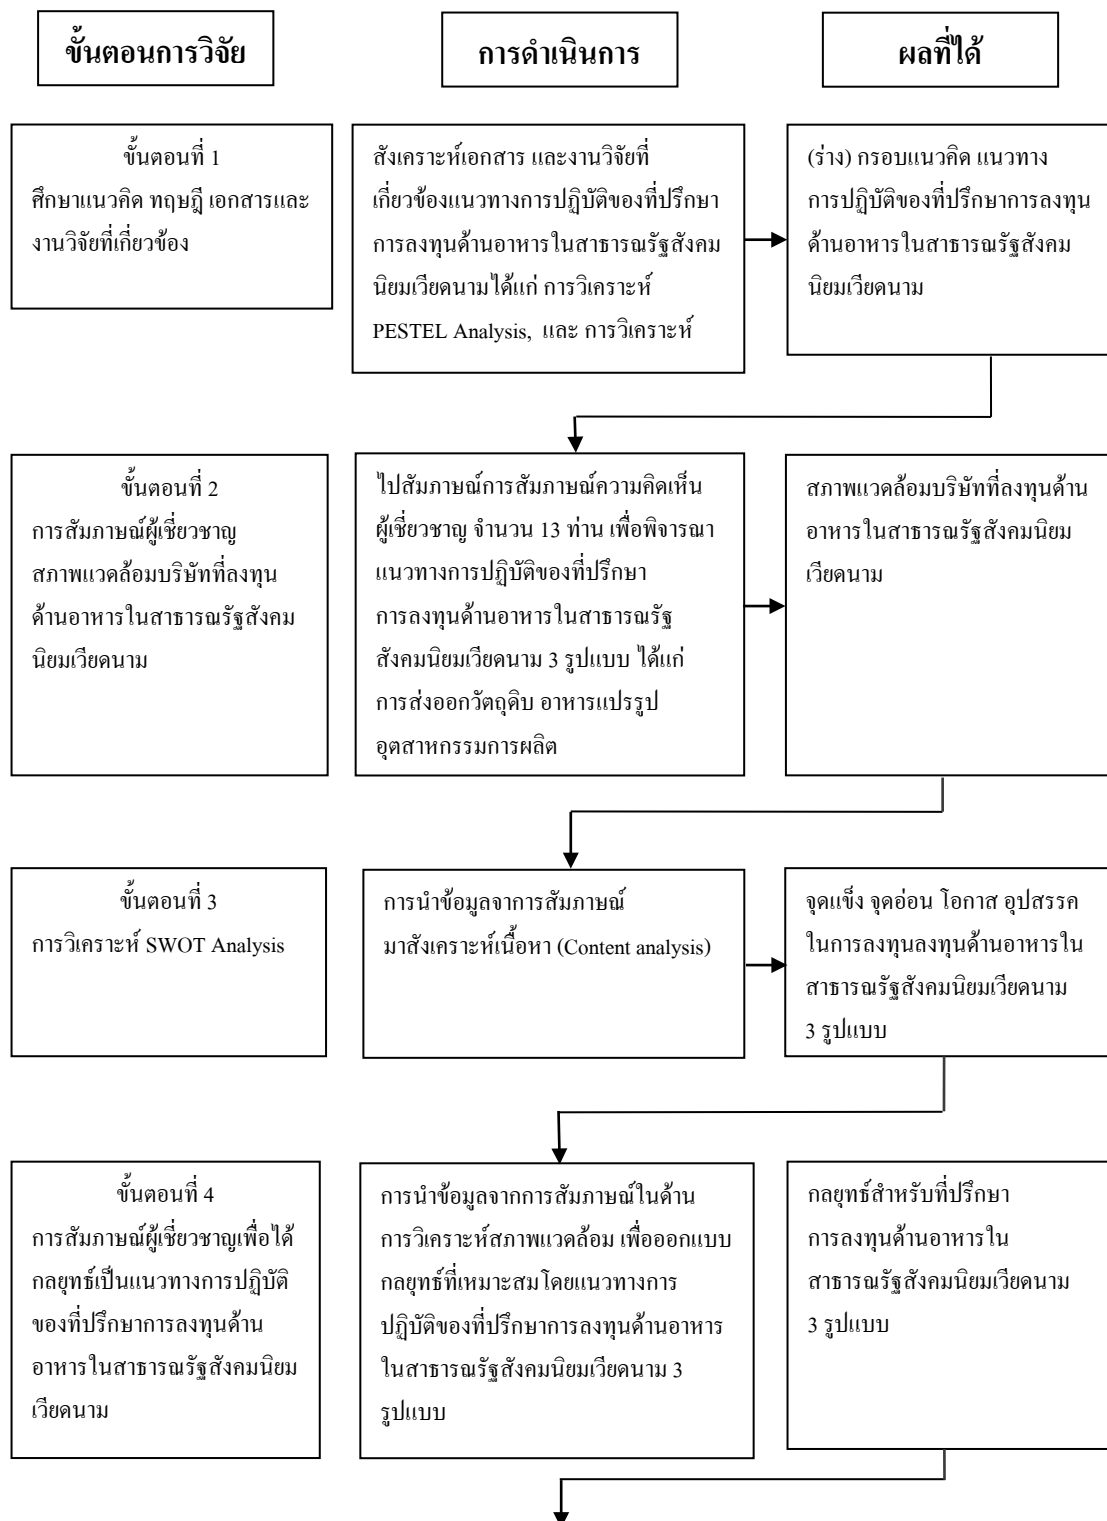 ขั้นตอนการวิจัย
การดำเนินการ
ผลที่ได้
ขั้นตอนที่ 1
ศึกษาแนวคิด ทฤษฎี เอกสารและ
งานวิจัยที่เกี่ยวข้อง
สังเคราะห์เอกสาร และงานวิจัยที่
เกี่ยวข้องแนวทางการปฏิบัติของที่ปรึกษา
การลงทุนด้านอาหารในสาธารณรัฐสังคม
นิยมเวียดนามได้แก่ การวิเคราะห์
PESTEL Analysis, และ การวิเคราะห์
(ร่าง) กรอบแนวคิด แนวทาง
การปฏิบัติของที่ปรึกษาการลงทุน
ด้านอาหารในสาธารณรัฐสังคม
นิยมเวียดนาม
ขั้นตอนที่ 2
การสัมภาษณ์ผู้เชี่ยวชาญ
สภาพแวดล้อมบริษัทที่ลงทุน
ด้านอาหารในสาธารณรัฐสังคม
นิยมเวียดนาม
ไปสัมภาษณ์การสัมภาษณ์ความคิดเห็น
ผู้เชี่ยวชาญ จำนวน 13 ท่าน เพื่อพิจารณา
แนวทางการปฏิบัติของที่ปรึกษา
การลงทุนด้านอาหารในสาธารณรัฐ
สังคมนิยมเวียดนาม 3 รูปแบบ ได้แก่
การส่งออกวัตถุดิบ อาหารแปรรูป
อุตสาหกรรมการผลิต
สภาพแวดล้อมบริษัทที่ลงทุนด้าน
อาหารในสาธารณรัฐสังคมนิยม
เวียดนาม
ขั้นตอนที่ 3
การวิเคราะห์ SWOT Analysis
การนำข้อมูลจาการสัมภาษณ์
มาสังเคราะห์เนื้อหา (Content analysis)
จุดแข็ง จุดอ่อน โอกาส อุปสรรค
ในการลงทุนลงทุนด้านอาหารใน
สาธารณรัฐสังคมนิยมเวียดนาม
3 รูปแบบ
ขั้นตอนที่ 4
การสัมภาษณ์ผู้เชี่ยวชาญเพื่อได้
กลยุทธ์เป็นแนวทางการปฏิบัติ
ของที่ปรึกษาการลงทุนด้าน
อาหารในสาธารณรัฐสังคมนิยม
เวียดนาม
การนำข้อมูลจากการสัมภาษณ์ในด้าน
การวิเคราะห์สภาพแวดล้อม เพื่อออกแบบ
กลยุทธ์ที่เหมาะสมโดยแนวทางการ
ปฏิบัติของที่ปรึกษาการลงทุนด้านอาหาร
ในสาธารณรัฐสังคมนิยมเวียดนาม 3
รูปแบบ
กลยุทธ์สำหรับที่ปรึกษา
การลงทุนด้านอาหารใน
สาธารณรัฐสังคมนิยมเวียดนาม
3 รูปแบบ